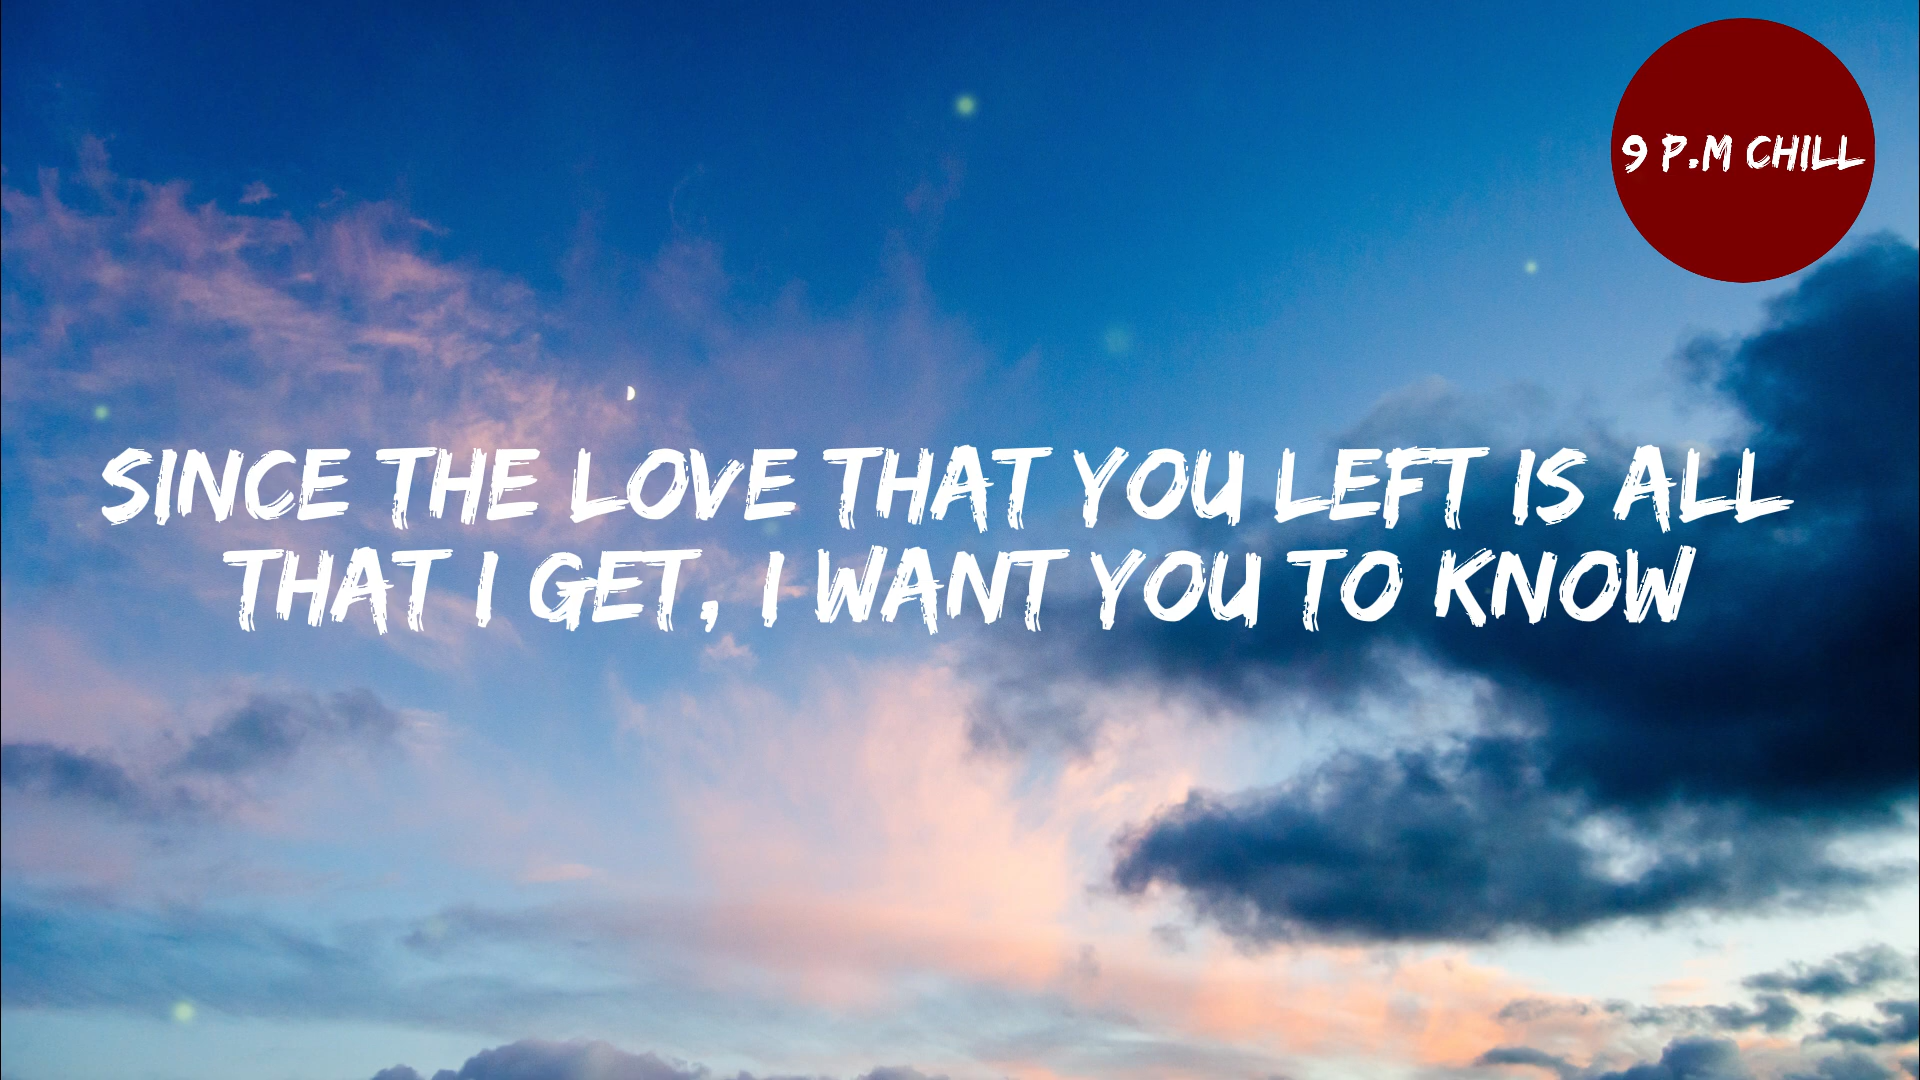 9 P.M CHILL
SINCE THE LOVE THAT YOU LEFT IS ALL
THAT I GET, I WANT YOU TO KNOW